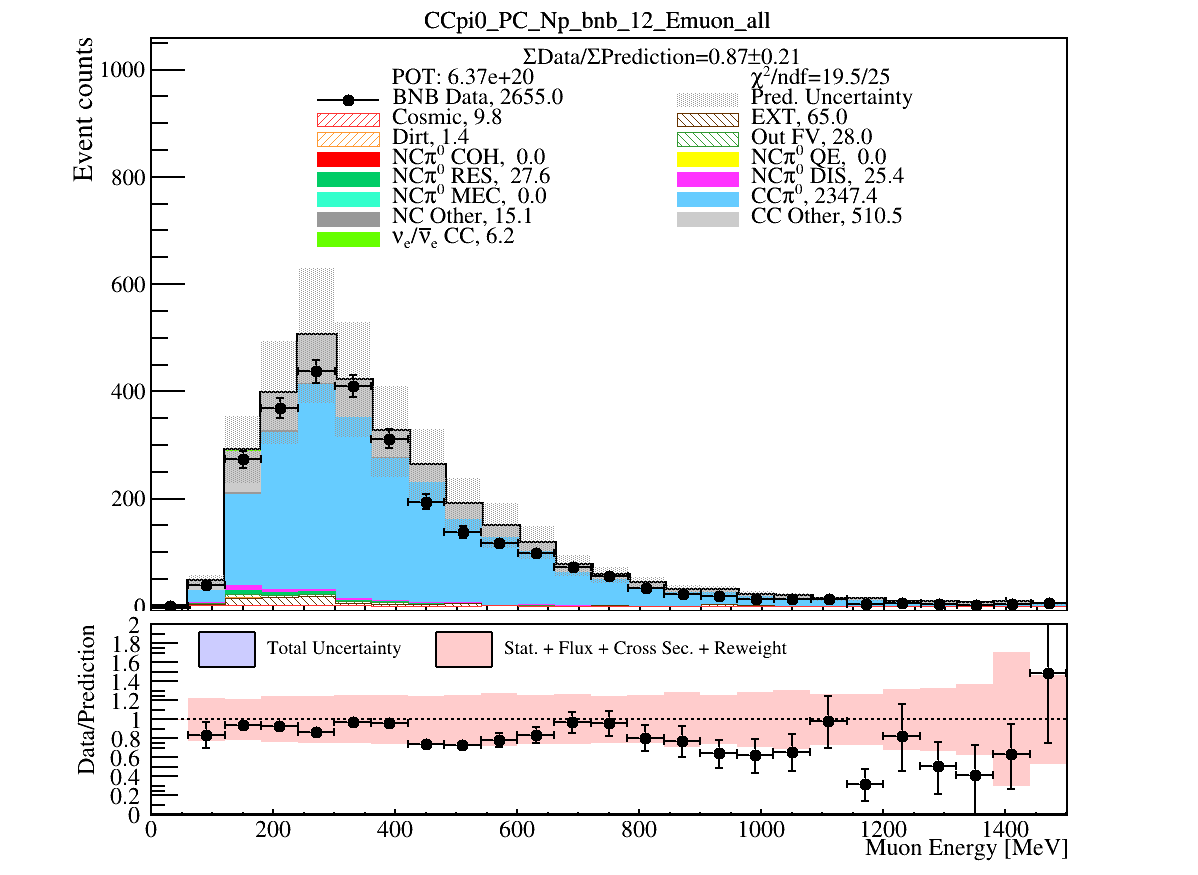 CCpi0_PC_Np_bnb_12_Emuon_all
ΣData/ΣPrediction=0.87±0.21
POT: 6.37e+20
χ²/ndf=19.5/25
BNB Data, 2655.0
Pred. Uncertainty
Cosmic, 9.8
EXT, 65.0
Dirt, 1.4
Out FV, 28.0
NCπ⁰ COH, 0.0
NCπ⁰ QE, 0.0
NCπ⁰ RES, 27.6
NCπ⁰ DIS, 25.4
NCπ⁰ MEC, 0.0
CCπ⁰, 2347.4
NC Other, 15.1
CC Other, 510.5
νₑ/ν̅ₑ CC, 6.2
Event counts
1000
800
600
400
200
0
Total Uncertainty
Stat. + Flux + Cross Sec. + Reweight
Data/Prediction
2
1.8
1.6
1.4
1.2
1
0.8
0.6
0.4
0.2
0
0 200 400 600 800 1000 1200 1400
Muon Energy [MeV]